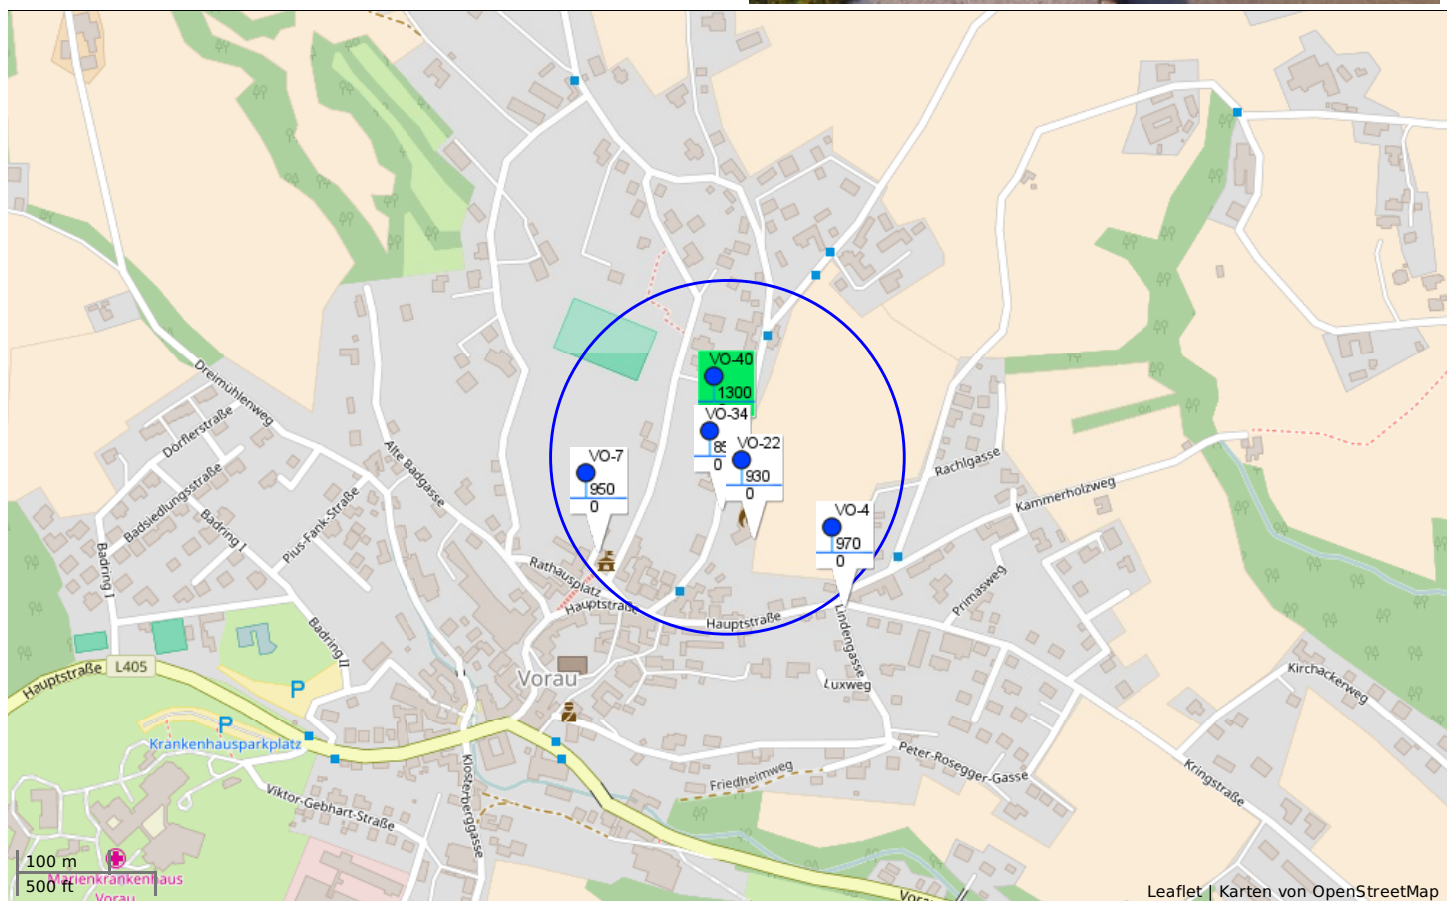 VO-40
1300
VO-34
0
VO-22
930
0
VO-7
950
0
VO-4
970
0
Dreimühlenweg
Dörflerstraße
Badsiedlungsstraße
Alte Badgasse
Badring I
Pius-Fank-Straße
Badring I
Rathausplatz
Hauptstraße
Hauptstraße
Rachlgasse
Kammerholzweg
Primasweg
Lindengasse
Luxweg
Badring II
Hauptstraße
L405
Vorau
P
P
Krankenhausparkplatz
Kirchackerweg
Peter-Rosegger-Gasse
Friedheimweg
Kringstraße
Klosterberggasse
Viktor-Gebhart-Straße
100 m
500 ft
Marienkrankenhaus
Vorau
Leaflet | Karten von OpenStreetMap